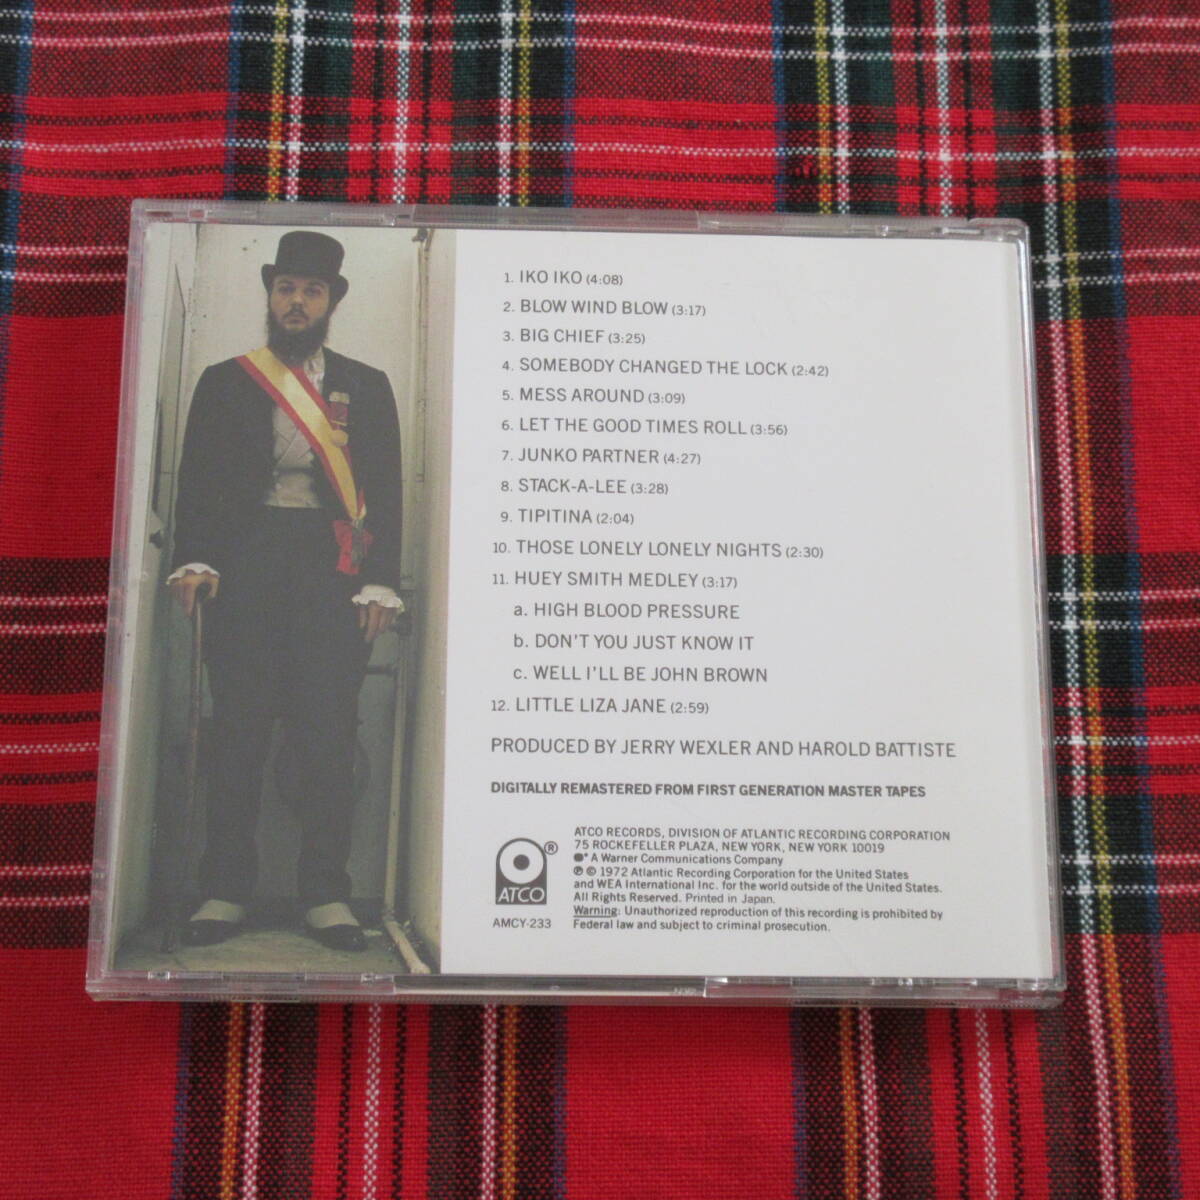 1. IKO IKO (4:08)
2. BLOW WIND BLOW (3:17)
3. BIG CHIEF (3:25)
4. SOMEBODY CHANGED THE LOCK (2:42)
5. MESS AROUND (3:09)
6. LET THE GOOD TIMES ROLL (3:56)
7. JUNKO PARTNER (4:27)
8. STACK-A-LEE (3:28)
9. TIPITINA (2:04)
10. THOSE LONELY LONELY NIGHTS (2:30)
11. HUEY SMITH MEDLEY (3:17)
a. HIGH BLOOD PRESSURE
b. DON'T YOU JUST KNOW IT
c. WELL I'LL BE JOHN BROWN
12. LITTLE LIZA JANE (2:59)
PRODUCED BY JERRY WEXLER AND HAROLD BATTISTE
DIGITALLY REMASTERED FROM FIRST GENERATION MASTER TAPES
ATCO RECORDS, DIVISION OF ATLANTIC RECORDING CORPORATION
75 ROCKEFELLER PLAZA, NEW YORK, NEW YORK 10019
A Warner Communications Company
℗ © 1972 Atlantic Recording Corporation for the United States
and WEA International Inc. for the world outside of the United States.
All Rights Reserved. Printed in Japan.
Warning: Unauthorized reproduction of this recording is prohibited by
Federal law and subject to criminal prosecution.
ATCO ®
AMCY-233